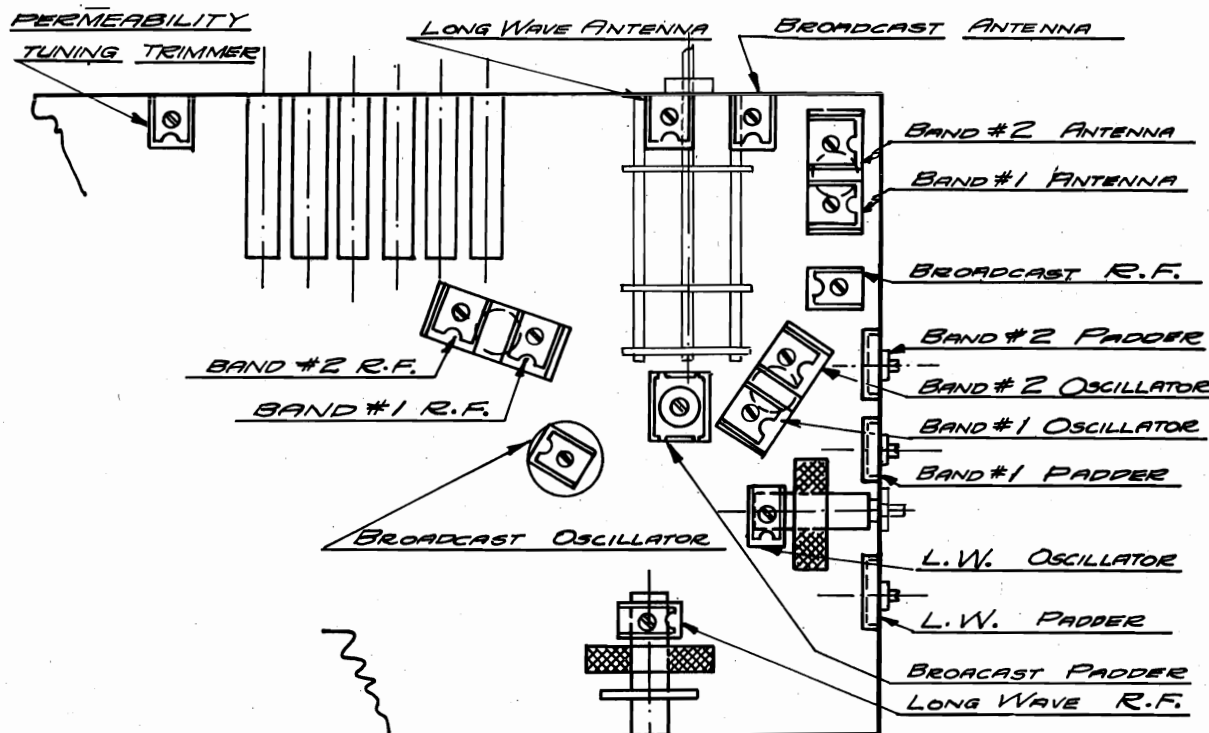 PERMEABILITY
TUNING TRIMMER
LONG WAVE ANTENNA
BROADCAST ANTENNA
BAND #2 ANTENNA
BAND #1 ANTENNA
BROADCAST R.F.
BAND #2 PADDER
BAND #2 R.F.
BAND #2 OSCILLATOR
BAND #1 R.F.
BAND #1 OSCILLATOR
BAND #1 PADDER
BROADCAST OSCILLATOR
L.W. OSCILLATOR
L.W. PADDER
BROACAST PADDER
LONG WAVE R.F.